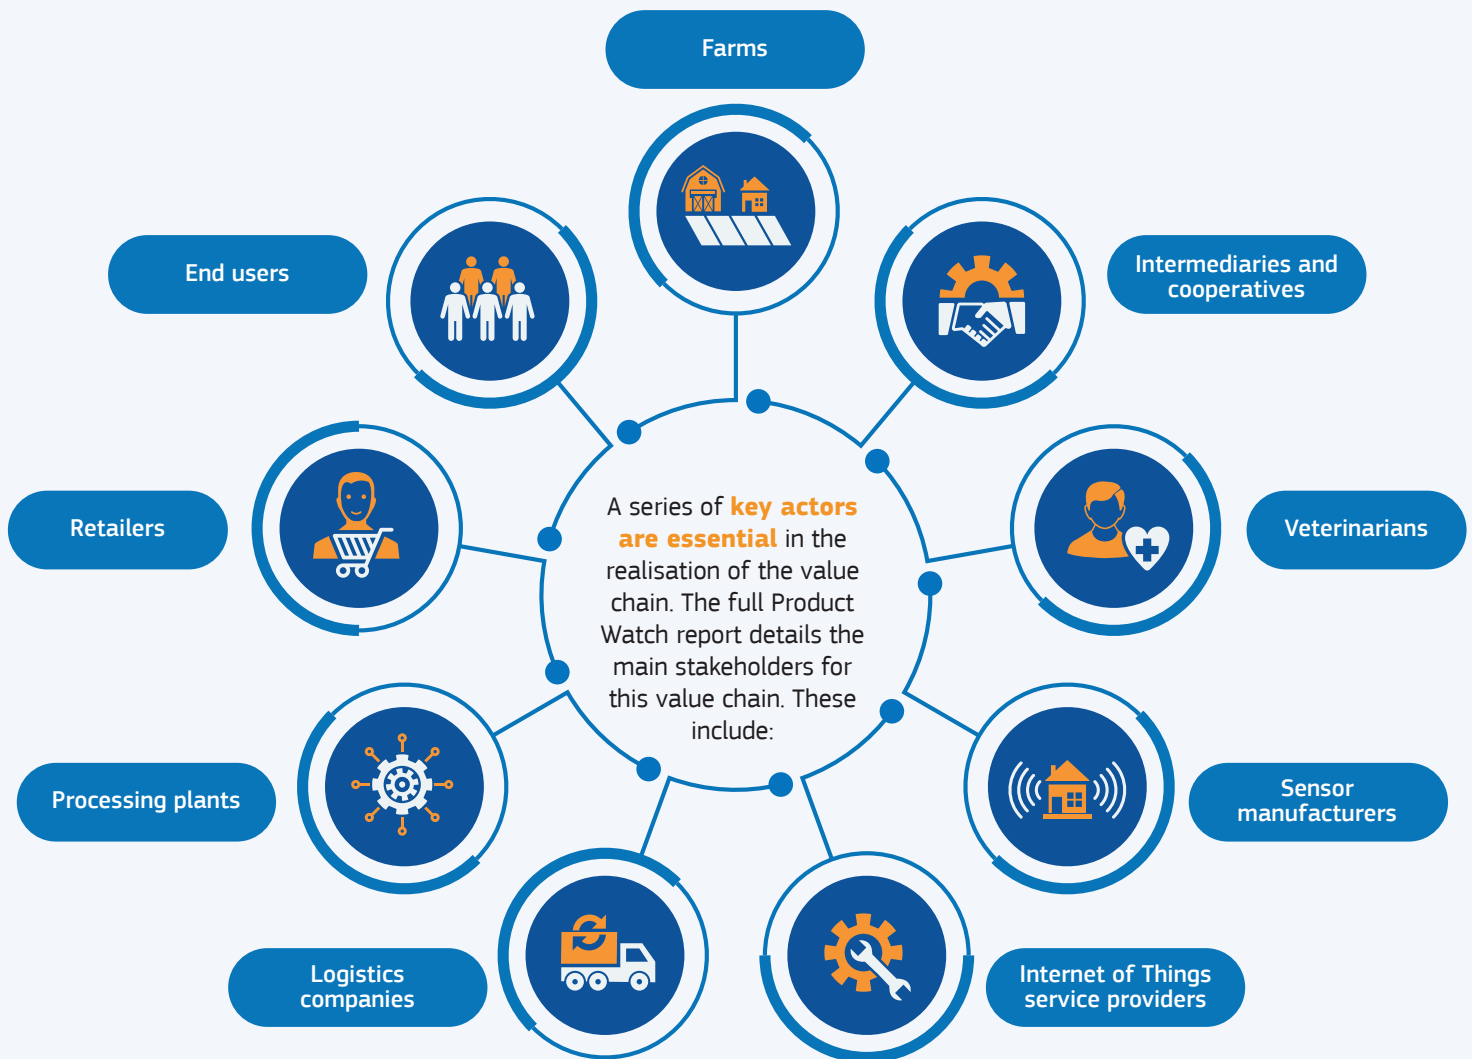 Farms
End users
Intermediaries and
cooperatives
Retailers
A series of key actors
are essential in the
realisation of the value
chain. The full Product
Watch report details the
main stakeholders for
this value chain. These
include:
Veterinarians
Processing plants
Sensor
manufacturers
Logistics
companies
Internet of Things
service providers